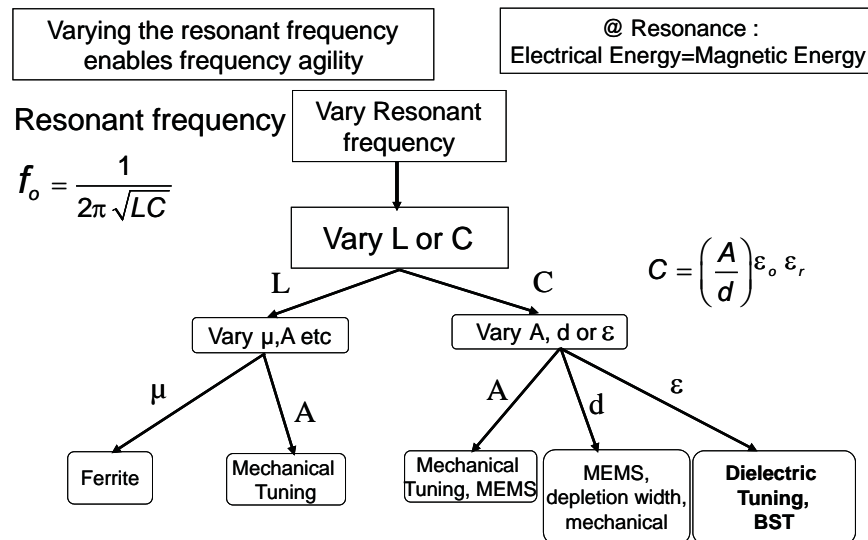 Varying the resonant frequency
enables frequency agility
@ Resonance :
Electrical Energy=Magnetic Energy
Resonant frequency
Vary Resonant
frequency
f_o = 1 / (2π √LC)
Vary L or C
C = (A / d) ε_o ε_r
L
C
Vary μ,A etc
Vary A, d or ε
μ
A
A
d
ε
Ferrite
Mechanical
Tuning
Mechanical
Tuning, MEMS
MEMS,
depletion width,
mechanical
Dielectric
Tuning,
BST